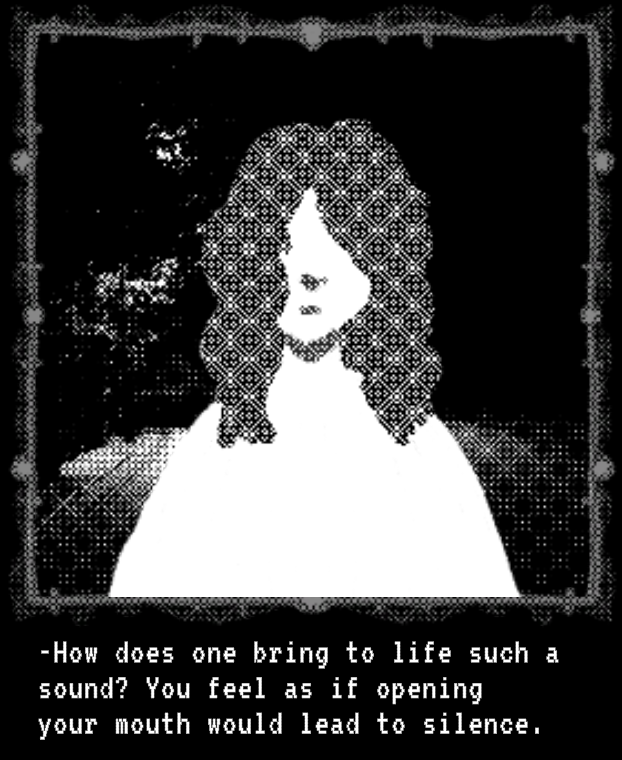 -How does one bring to life such a
sound? You feel as if opening
your mouth would lead to silence.